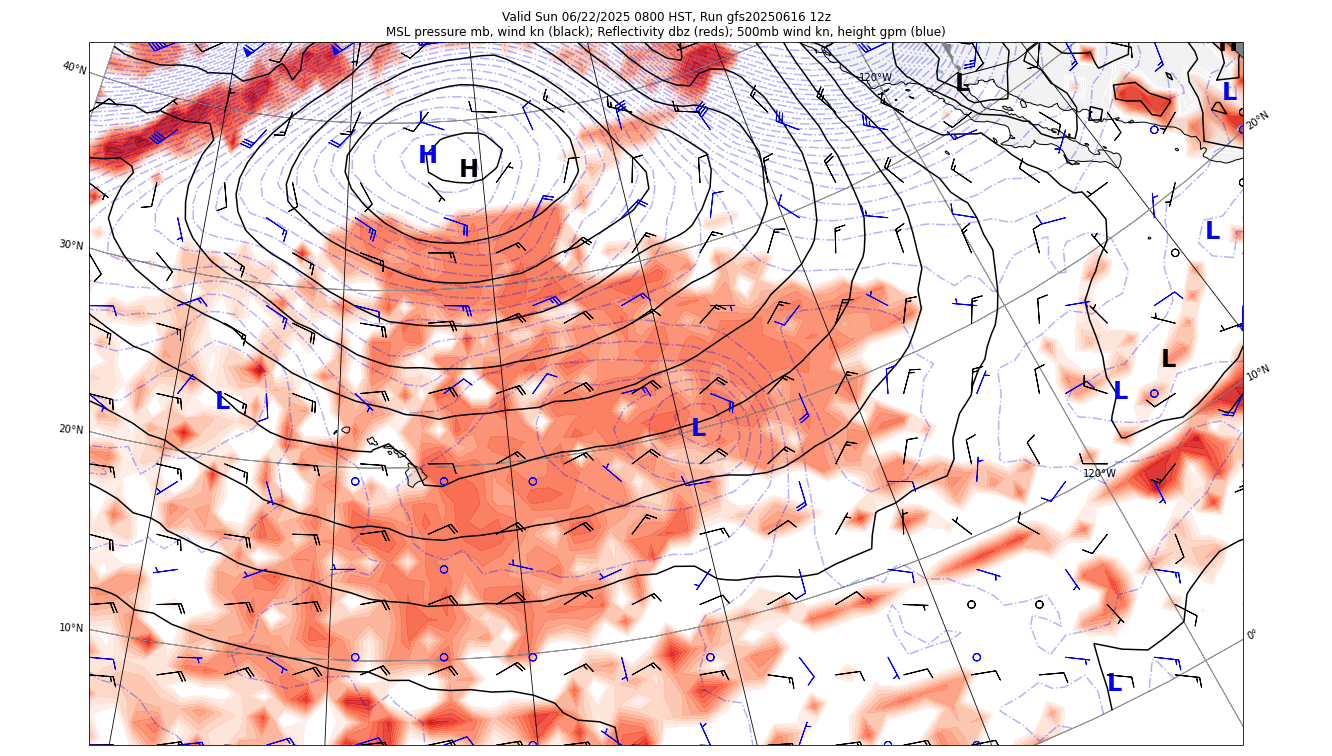 Valid Sun 06/22/2025 0800 HST, Run gfs20250616 12z
MSL pressure mb, wind kn (black); Reflectivity dbz (reds); 500mb wind kn, height gpm (blue)
H
40°N
120°W
L
L
20°N
H
H
L
30°N
L
10°N
L
L
L
20°N
120°W
10°N
0°
L